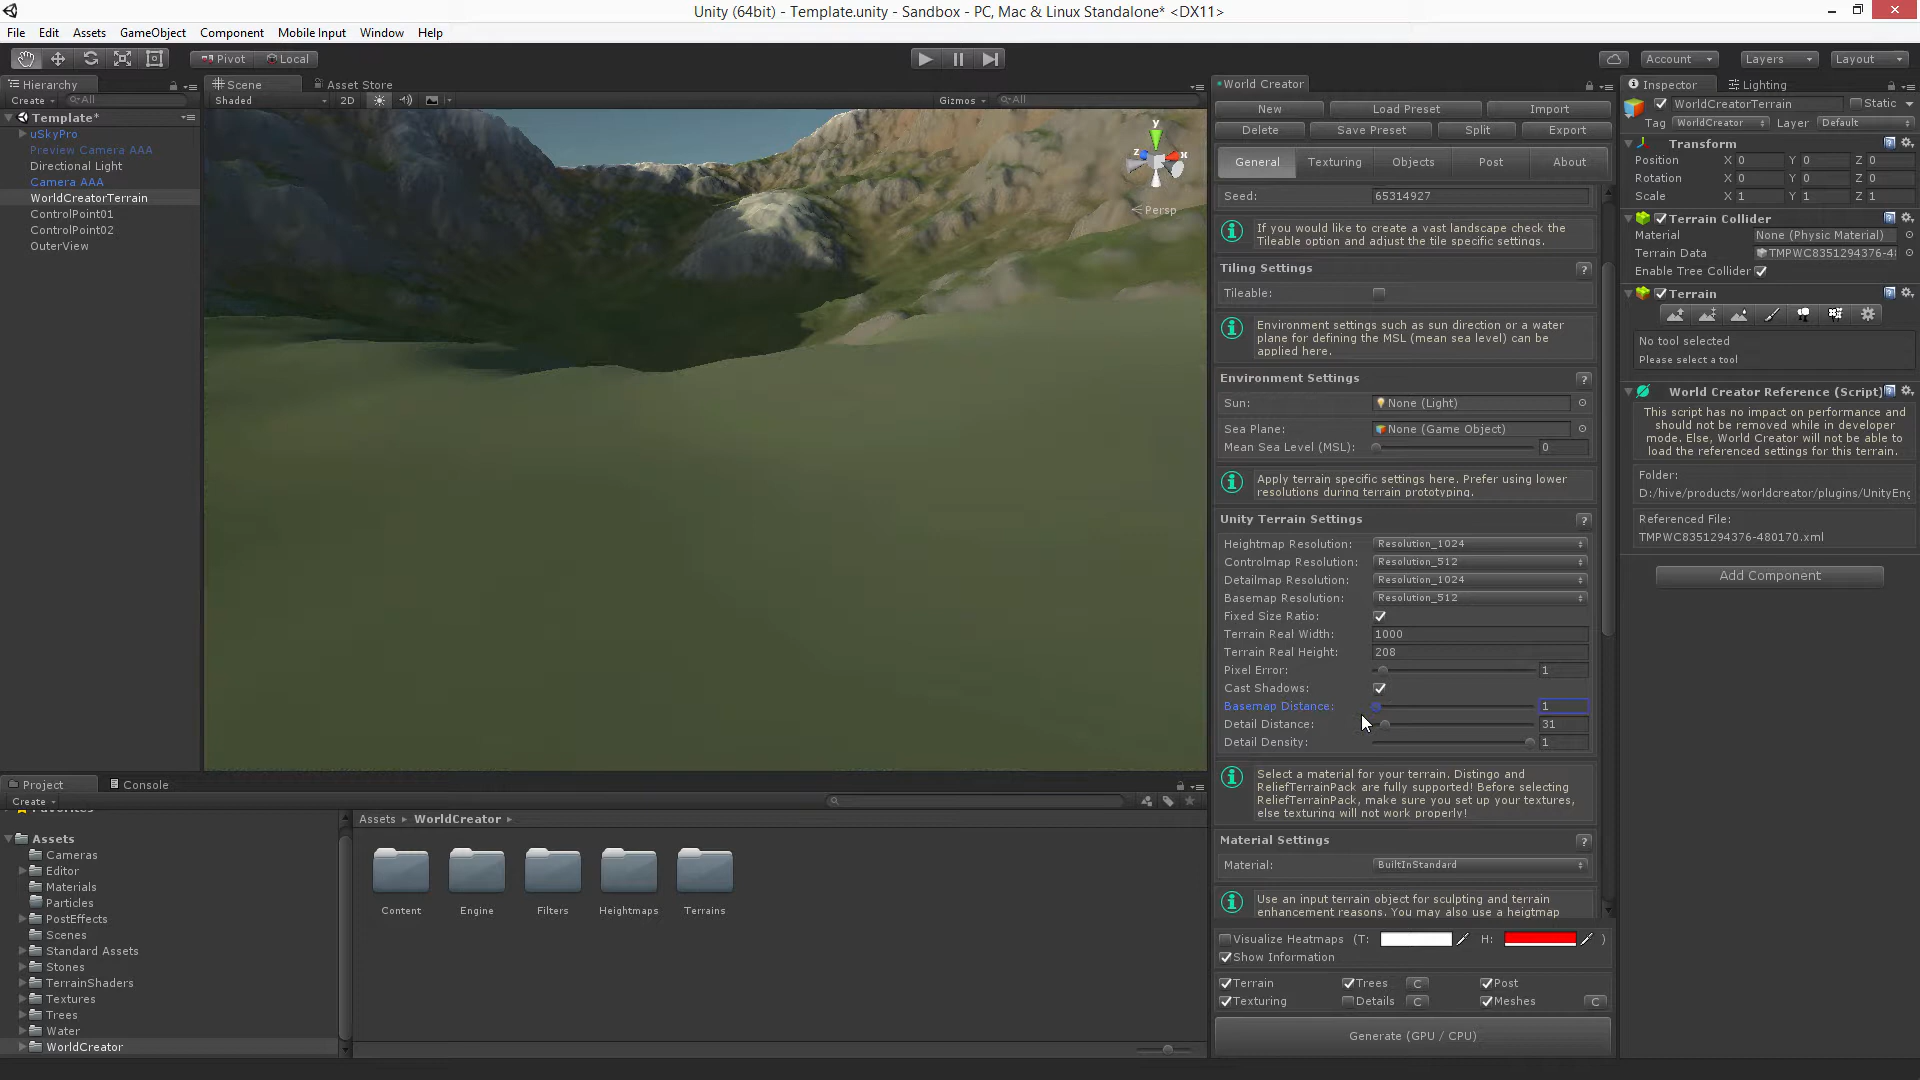 Unity (64bit) - Template.unity - Sandbox - PC, Mac & Linux Standalone* <DX11>
File Edit Assets GameObject Component Mobile Input Window Help
Pivot Local
Account Layers Layout
Hierarchy
Create All
Template*
uSkyPro
Preview Camera AAA
Directional Light
Camera AAA
WorldCreatorTerrain
ControlPoint01
ControlPoint02
OuterView
Scene Asset Store
Shaded 2D Gizmos All
y
z x
Persp
World Creator
New Load Preset Import
Delete Save Preset Split Export
General Texturing Objects Post About
Seed: 65314927
If you would like to create a vast landscape check the
Tileable option and adjust the tile specific settings.
Tiling Settings ?
Tileable:
Environment settings such as sun direction or a water
plane for defining the MSL (mean sea level) can be
applied here.
Environment Settings ?
Sun: None (Light)
Sea Plane: None (Game Object)
Mean Sea Level (MSL): 0
Apply terrain specific settings here. Prefer using lower
resolutions during terrain prototyping.
Unity Terrain Settings ?
Heightmap Resolution: Resolution_1024
Controlmap Resolution: Resolution_512
Detailmap Resolution: Resolution_1024
Basemap Resolution: Resolution_512
Fixed Size Ratio:
Terrain Real Width: 1000
Terrain Real Height: 208
Pixel Error: 1
Cast Shadows:
Basemap Distance: 1
Detail Distance: 31
Detail Density: 1
Select a material for your terrain. Distingo and
ReliefTerrainPack are fully supported! Before selecting
ReliefTerrainPack, make sure you set up your textures,
else texturing will not work properly!
Material Settings ?
Material: BuiltInStandard
Use an input terrain object for sculpting and terrain
enhancement reasons. You may also use a heigtmap
Visualize Heatmaps (T: H: )
Show Information
Terrain Trees C Post
Texturing Details C Meshes C
Generate (GPU / CPU)
Inspector Lighting
WorldCreatorTerrain Static
Tag WorldCreator Layer Default
Transform
Position X 0 Y 0 Z 0
Rotation X 0 Y 0 Z 0
Scale X 1 Y 1 Z 1
Terrain Collider
Material None (Physic Material)
Terrain Data TMPWC8351294376-4
Enable Tree Collider
Terrain
No tool selected
Please select a tool
World Creator Reference (Script)
This script has no impact on performance and
should not be removed while in developer
mode. Else, World Creator will not be able to
load the referenced settings for this terrain.
Folder:
D:/hive/products/worldcreator/plugins/UnityEng
Referenced File:
TMPWC8351294376-480170.xml
Add Component
Project Console
Create
Favorites
Assets
Cameras
Editor
Materials
Particles
PostEffects
Scenes
Standard Assets
Stones
TerrainShaders
Textures
Trees
Water
WorldCreator
Assets WorldCreator
Content Engine Filters Heightmaps Terrains